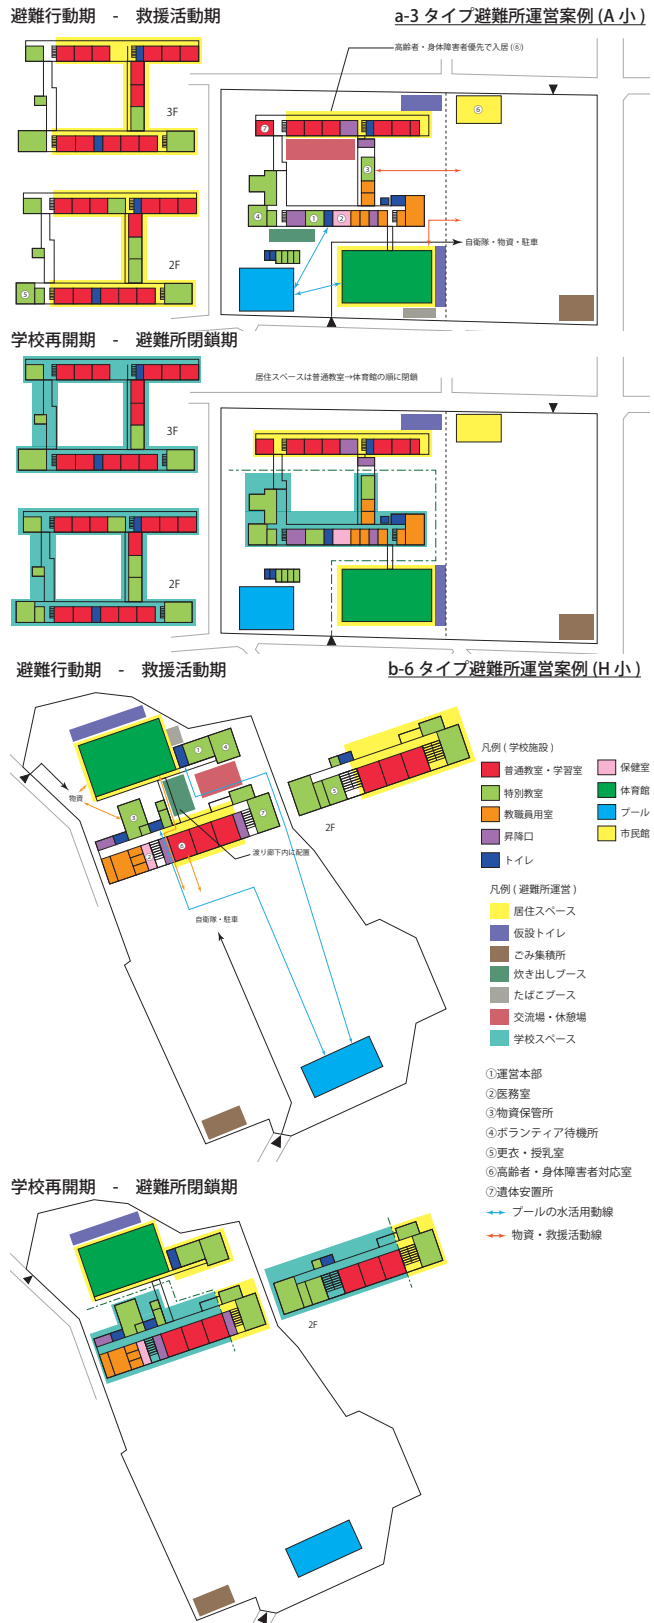 避難行動期　-　救援活動期
a-3 タイプ避難所運営案例 (A 小 )
高齢者・身体障害者優先で入居 (⑥)
⑦
⑥
3F
③
④
①
②
自衛隊・物資・駐車
2F
⑤
学校再開期　-　避難所閉鎖期
居住スペースは普通教室→体育館の順に閉鎖
3F
2F
避難行動期　-　救援活動期
b-6 タイプ避難所運営案例 (H 小 )
①
④
物資
③
⑦
②
⑥
渡り廊下内に配置
自衛隊・駐車
⑤
2F
凡例 ( 学校施設 )
普通教室・学習室
特別教室
教職員用室
昇降口
トイレ
保健室
体育館
プール
市民館
凡例 ( 避難所運営 )
居住スペース
仮設トイレ
ごみ集積所
炊き出しブース
たばこブース
交流場・休憩場
学校スペース
①運営本部
②医務室
③物資保管所
④ボランティア待機所
⑤更衣・授乳室
⑥高齢者・身体障害者対応室
⑦遺体安置所
プールの水活用動線
物資・救援活動線
学校再開期　-　避難所閉鎖期
2F